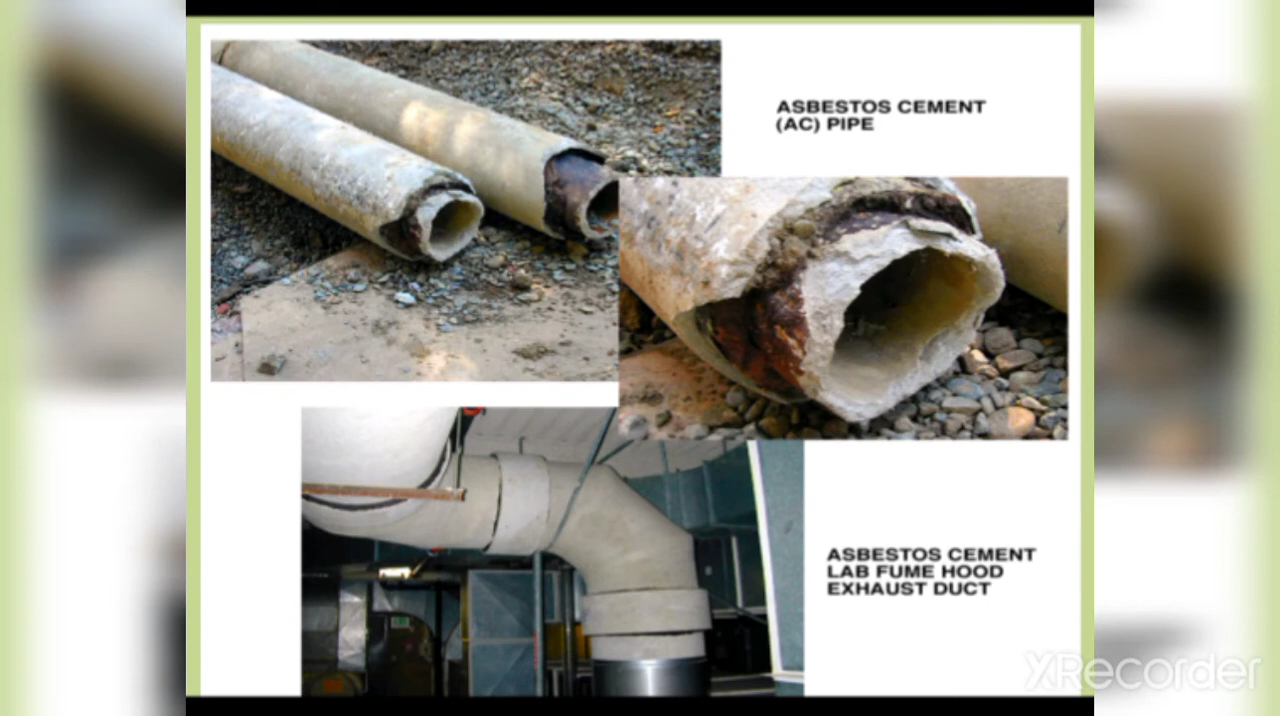 ASBESTOS CEMENT
(AC) PIPE
ASBESTOS CEMENT
LAB FUME HOOD
EXHAUST DUCT
XRecorder